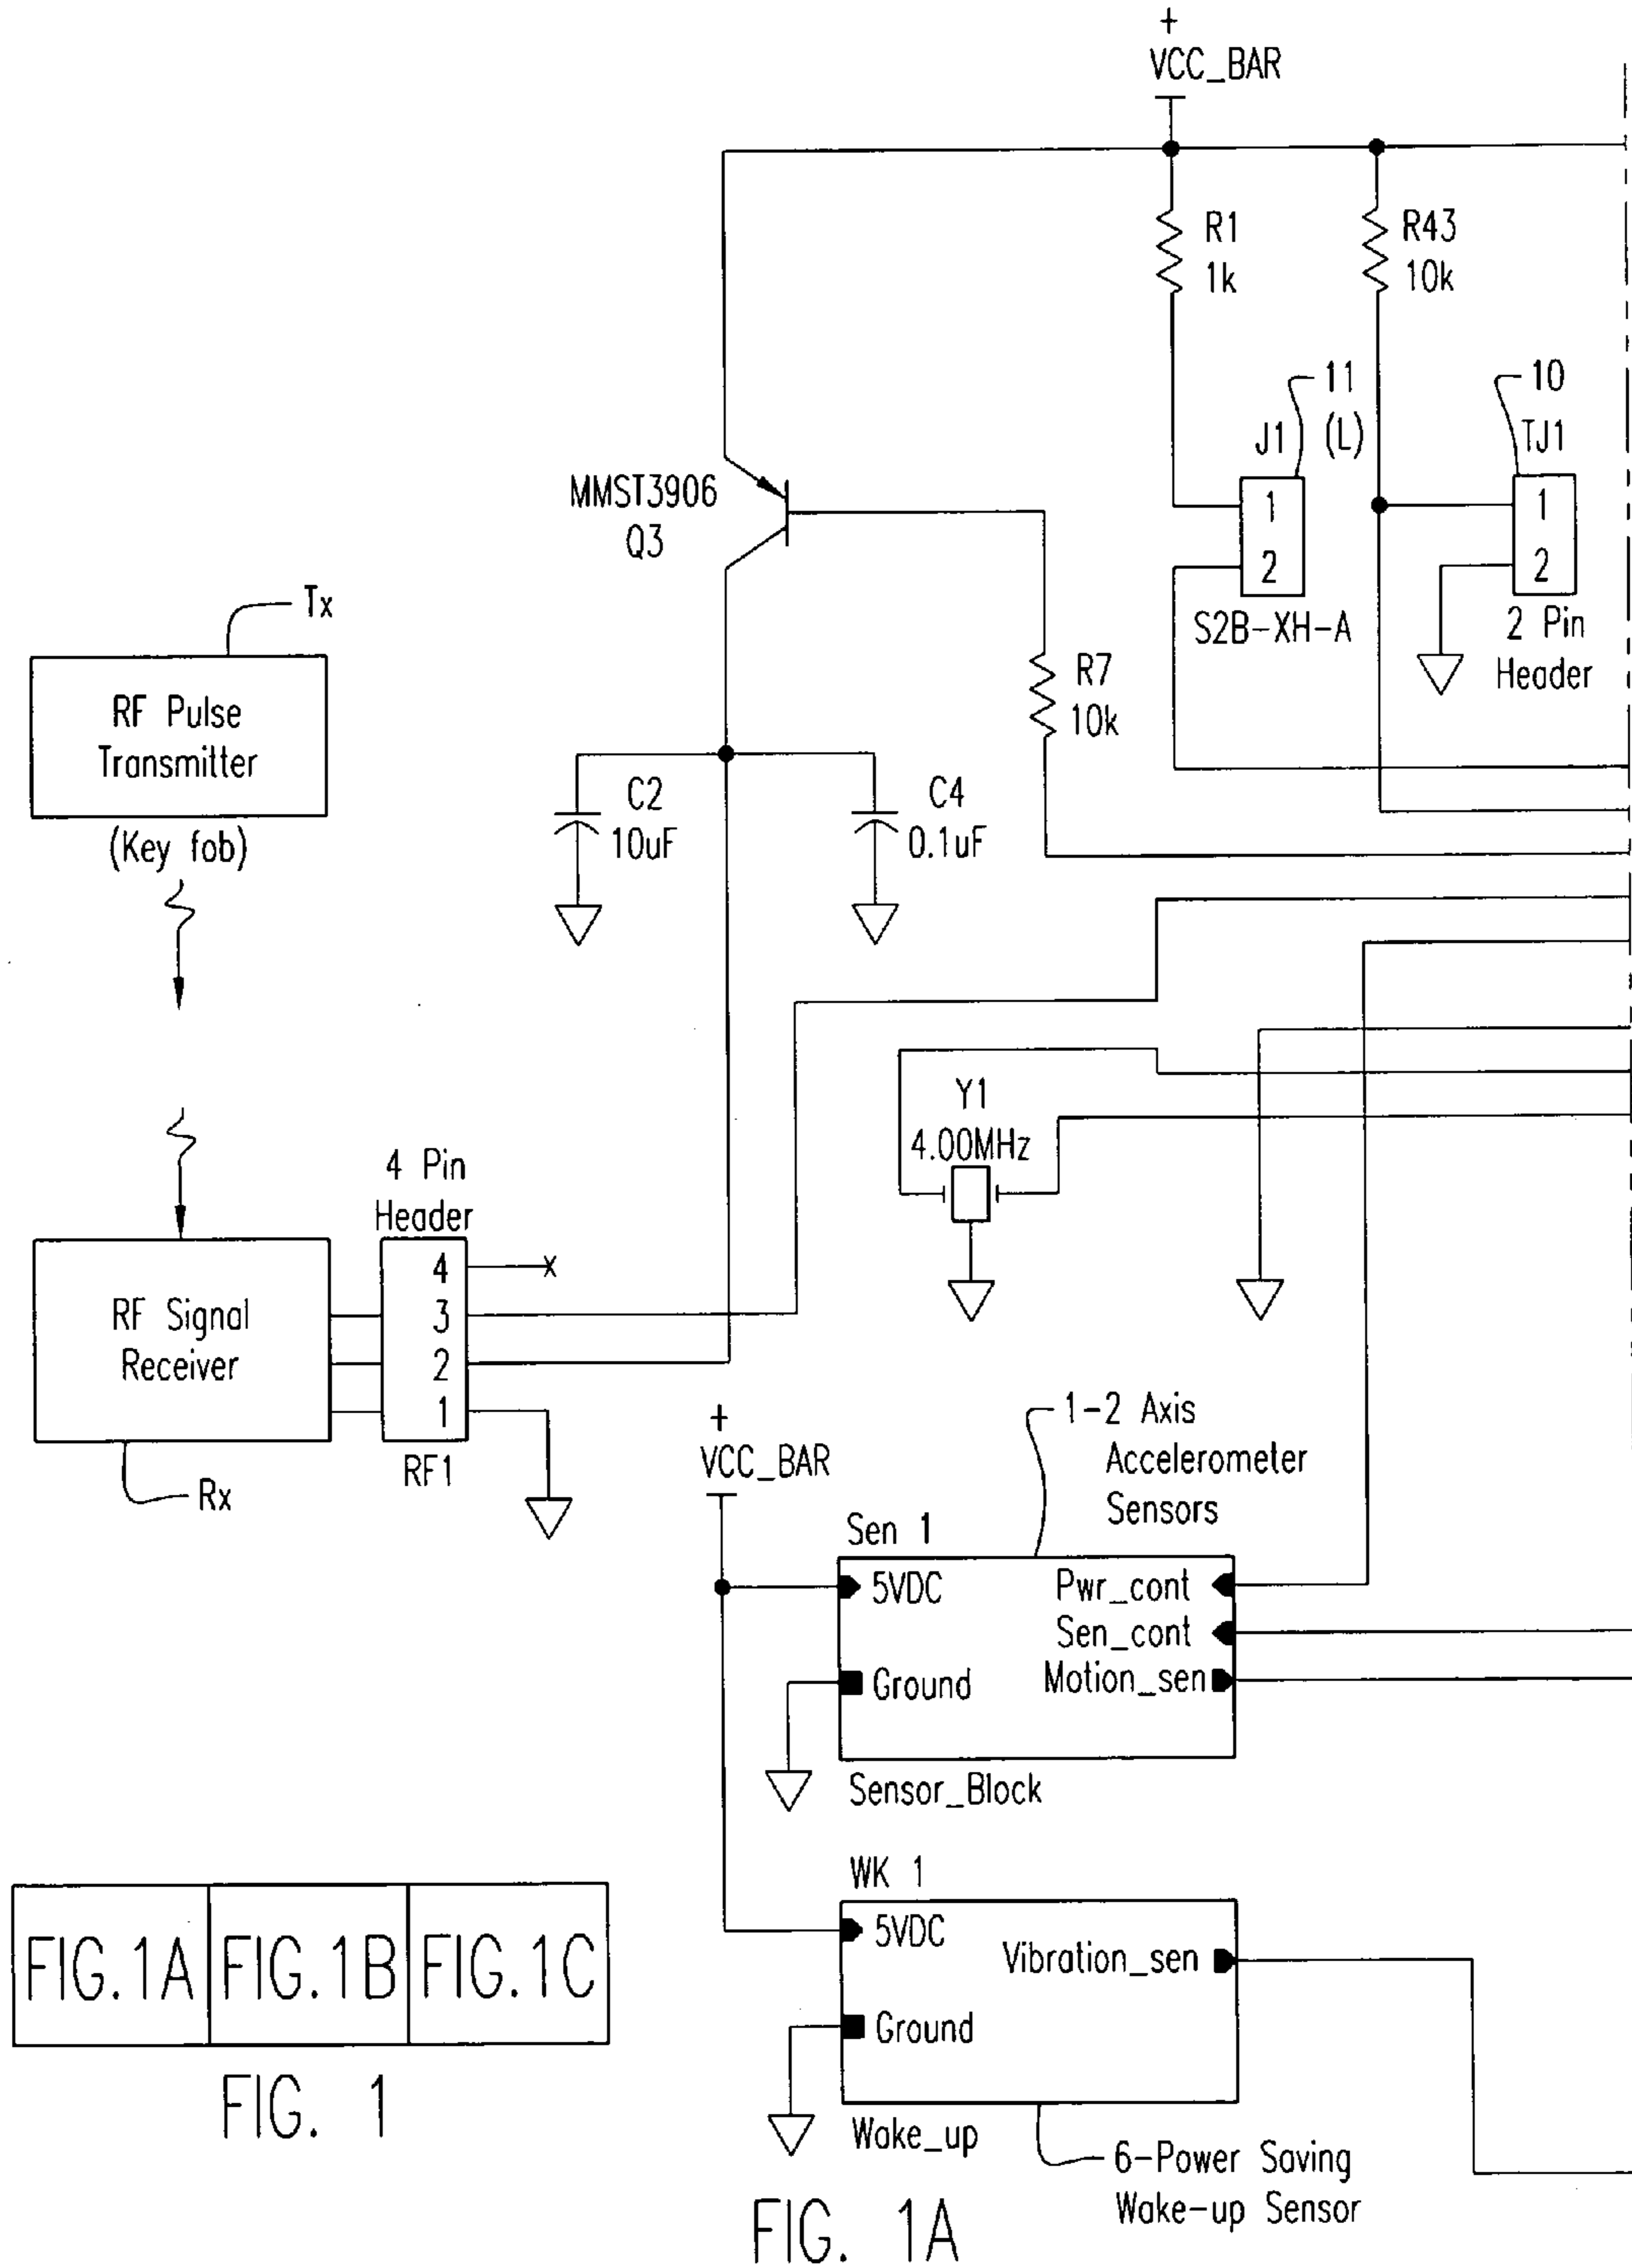 +
VCC_BAR
R1
1k
R43
10k
11
(L)
J1
1
2
S2B-XH-A
10
TJ1
1
2
2 Pin
Header
MMST3906
Q3
R7
10k
Tx
RF Pulse
Transmitter
(Key fob)
C2
10uF
C4
0.1uF
Y1
4.00MHz
4 Pin
Header
4
3
2
1
RF1
RF Signal
Receiver
Rx
+
VCC_BAR
1-2 Axis
Accelerometer
Sensors
Sen 1
5VDC
Pwr_cont
Sen_cont
Ground
Motion_sen
Sensor_Block
WK 1
5VDC
Vibration_sen
Ground
Wake_up
6-Power Saving
Wake-up Sensor
FIG.1A
FIG.1B
FIG.1C
FIG. 1
FIG. 1A